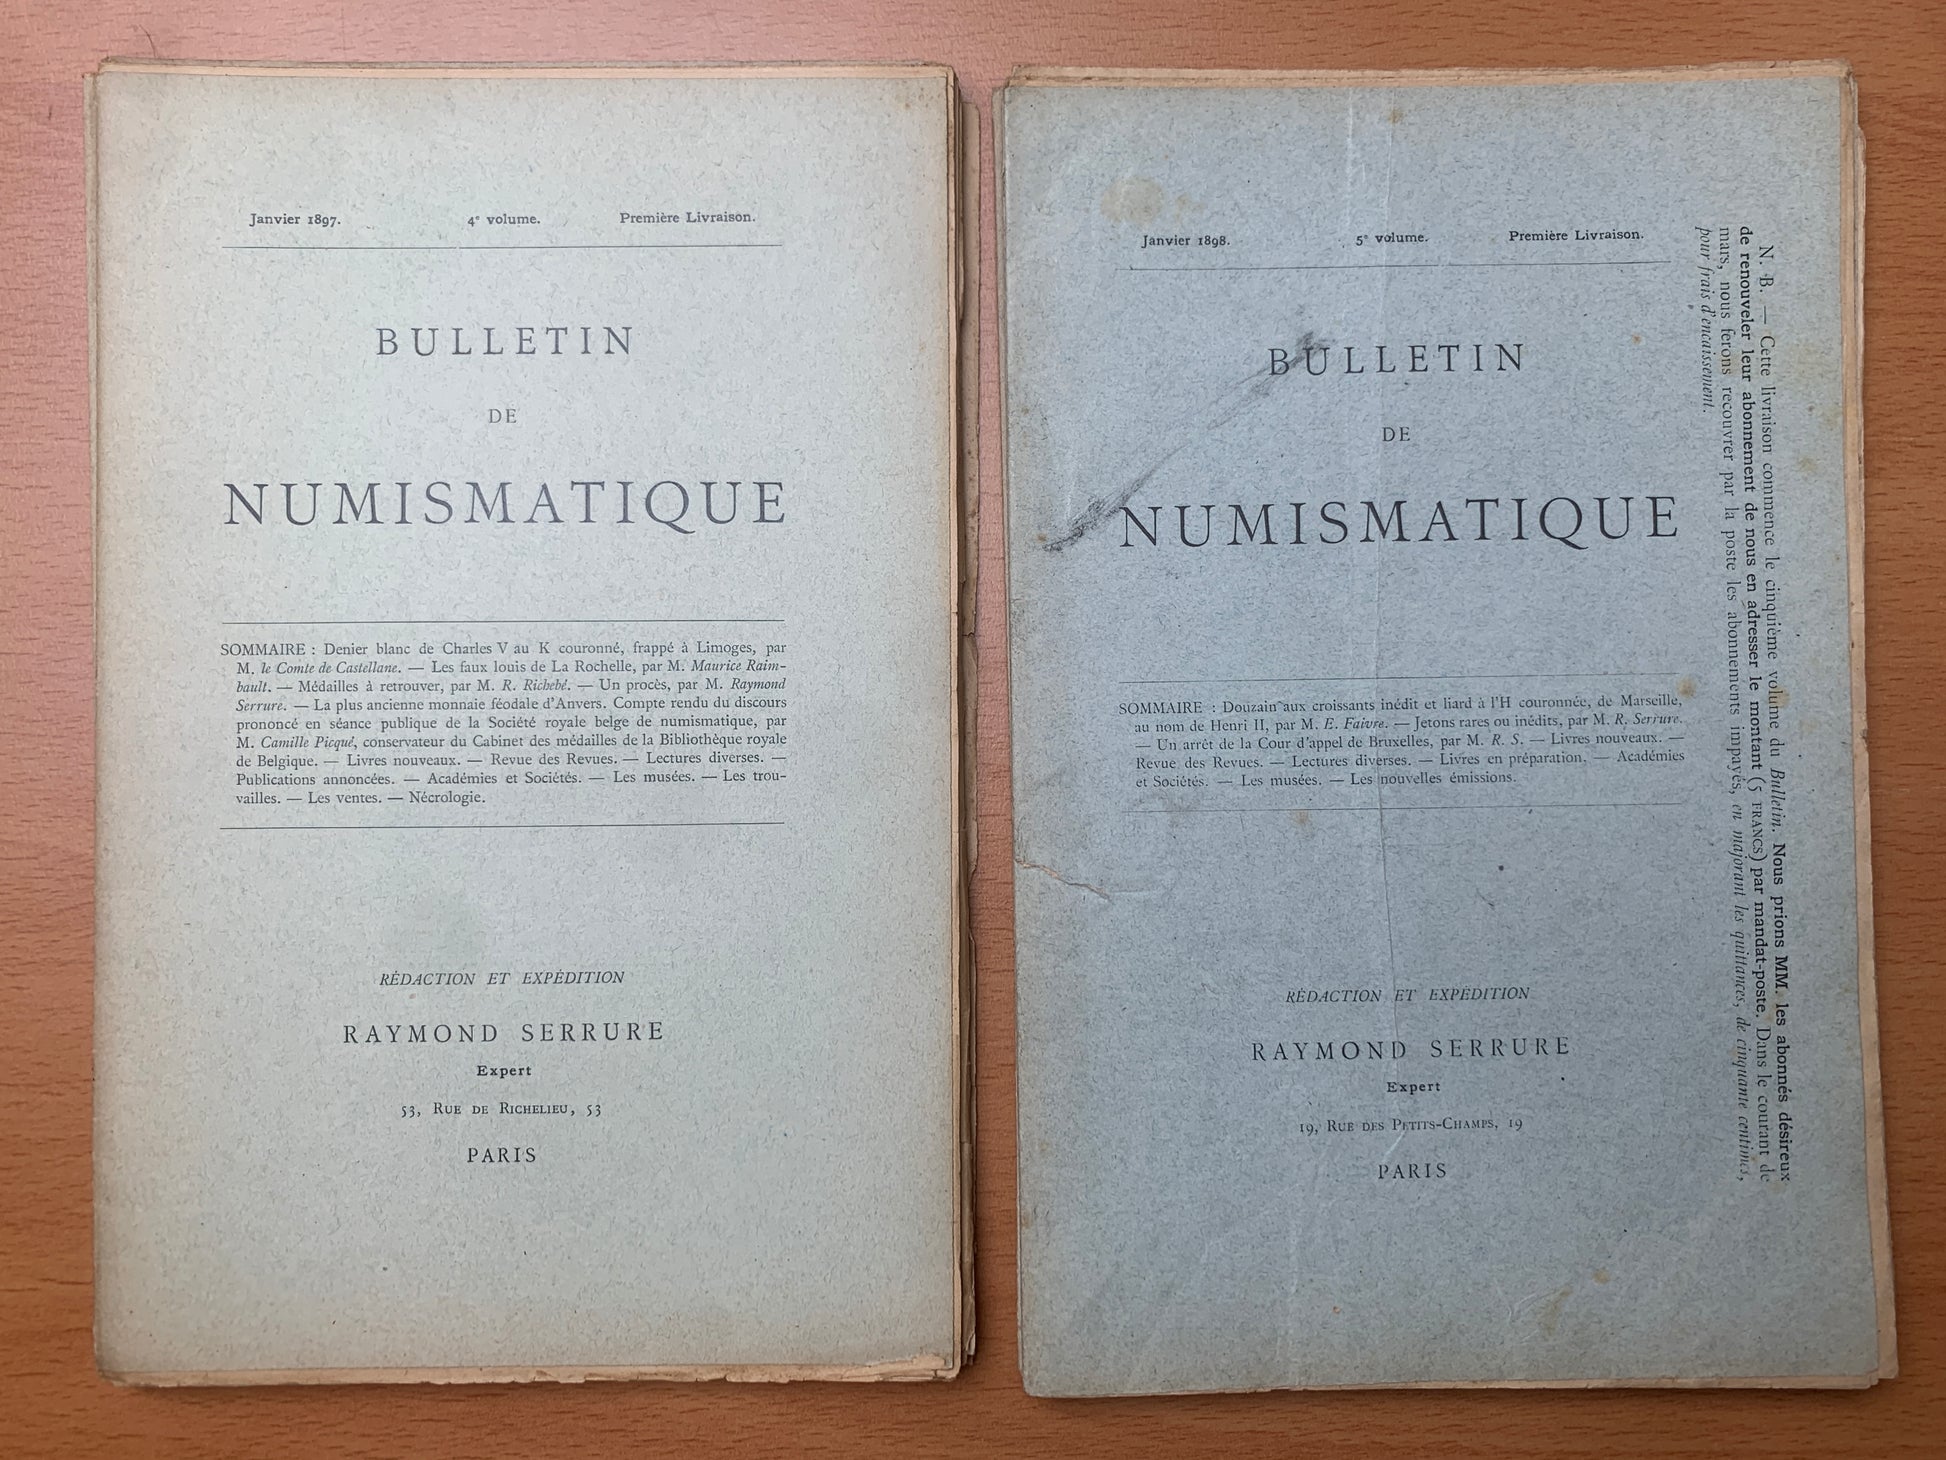 Janvier 1897. 4e volume. Première Livraison.
BULLETIN
DE
NUMISMATIQUE
SOMMAIRE : Denier blanc de Charles V au K couronné, frappé à Limoges, par
M. le Comte de Castellane. — Les faux louis de La Rochelle, par M. Maurice Raim-
bault. — Médailles à retrouver, par M. R. Richebé. — Un procès, par M. Raymond
Serrure. — La plus ancienne monnaie féodale d'Anvers. Compte rendu du discours
prononcé en séance publique de la Société royale belge de numismatique, par
M. Camille Picqué, conservateur du Cabinet des médailles de la Bibliothèque royale
de Belgique. — Livres nouveaux. — Revue des Revues. — Lectures diverses. —
Publications annoncées. — Académies et Sociétés. — Les musées. — Les trou-
vailles. — Les ventes. — Nécrologie.
RÉDACTION ET EXPÉDITION
RAYMOND SERRURE
Expert
53, RUE DE RICHELIEU, 53
PARIS
Janvier 1898. 5e volume. Première Livraison.
BULLETIN
DE
NUMISMATIQUE
SOMMAIRE : Douzain aux croissants inédit et liard à l'H couronnée, de Marseille,
au nom de Henri II, par M. E. Faivre. — Jetons rares ou inédits, par M. R. Serrure.
— Un arrêt de la Cour d'appel de Bruxelles, par M. R. S. — Livres nouveaux. —
Revue des Revues. — Lectures diverses. — Livres en préparation. — Académies
et Sociétés. — Les musées. — Les nouvelles émissions.
RÉDACTION ET EXPÉDITION
RAYMOND SERRURE
Expert
19, RUE DES PETITS-CHAMPS, 19
PARIS
N. B. — Cette livraison commence le cinquième volume du Bulletin. Nous prions MM. les abonnés désireux
de renouveler leur abonnement de nous en adresser le montant (5 FRANCS) par mandat-poste. Dans le courant de
mars, nous ferons recouvrer par la poste les abonnements impayés, en majorant les quittances, de cinquante centimes,
pour frais d'encaissement.